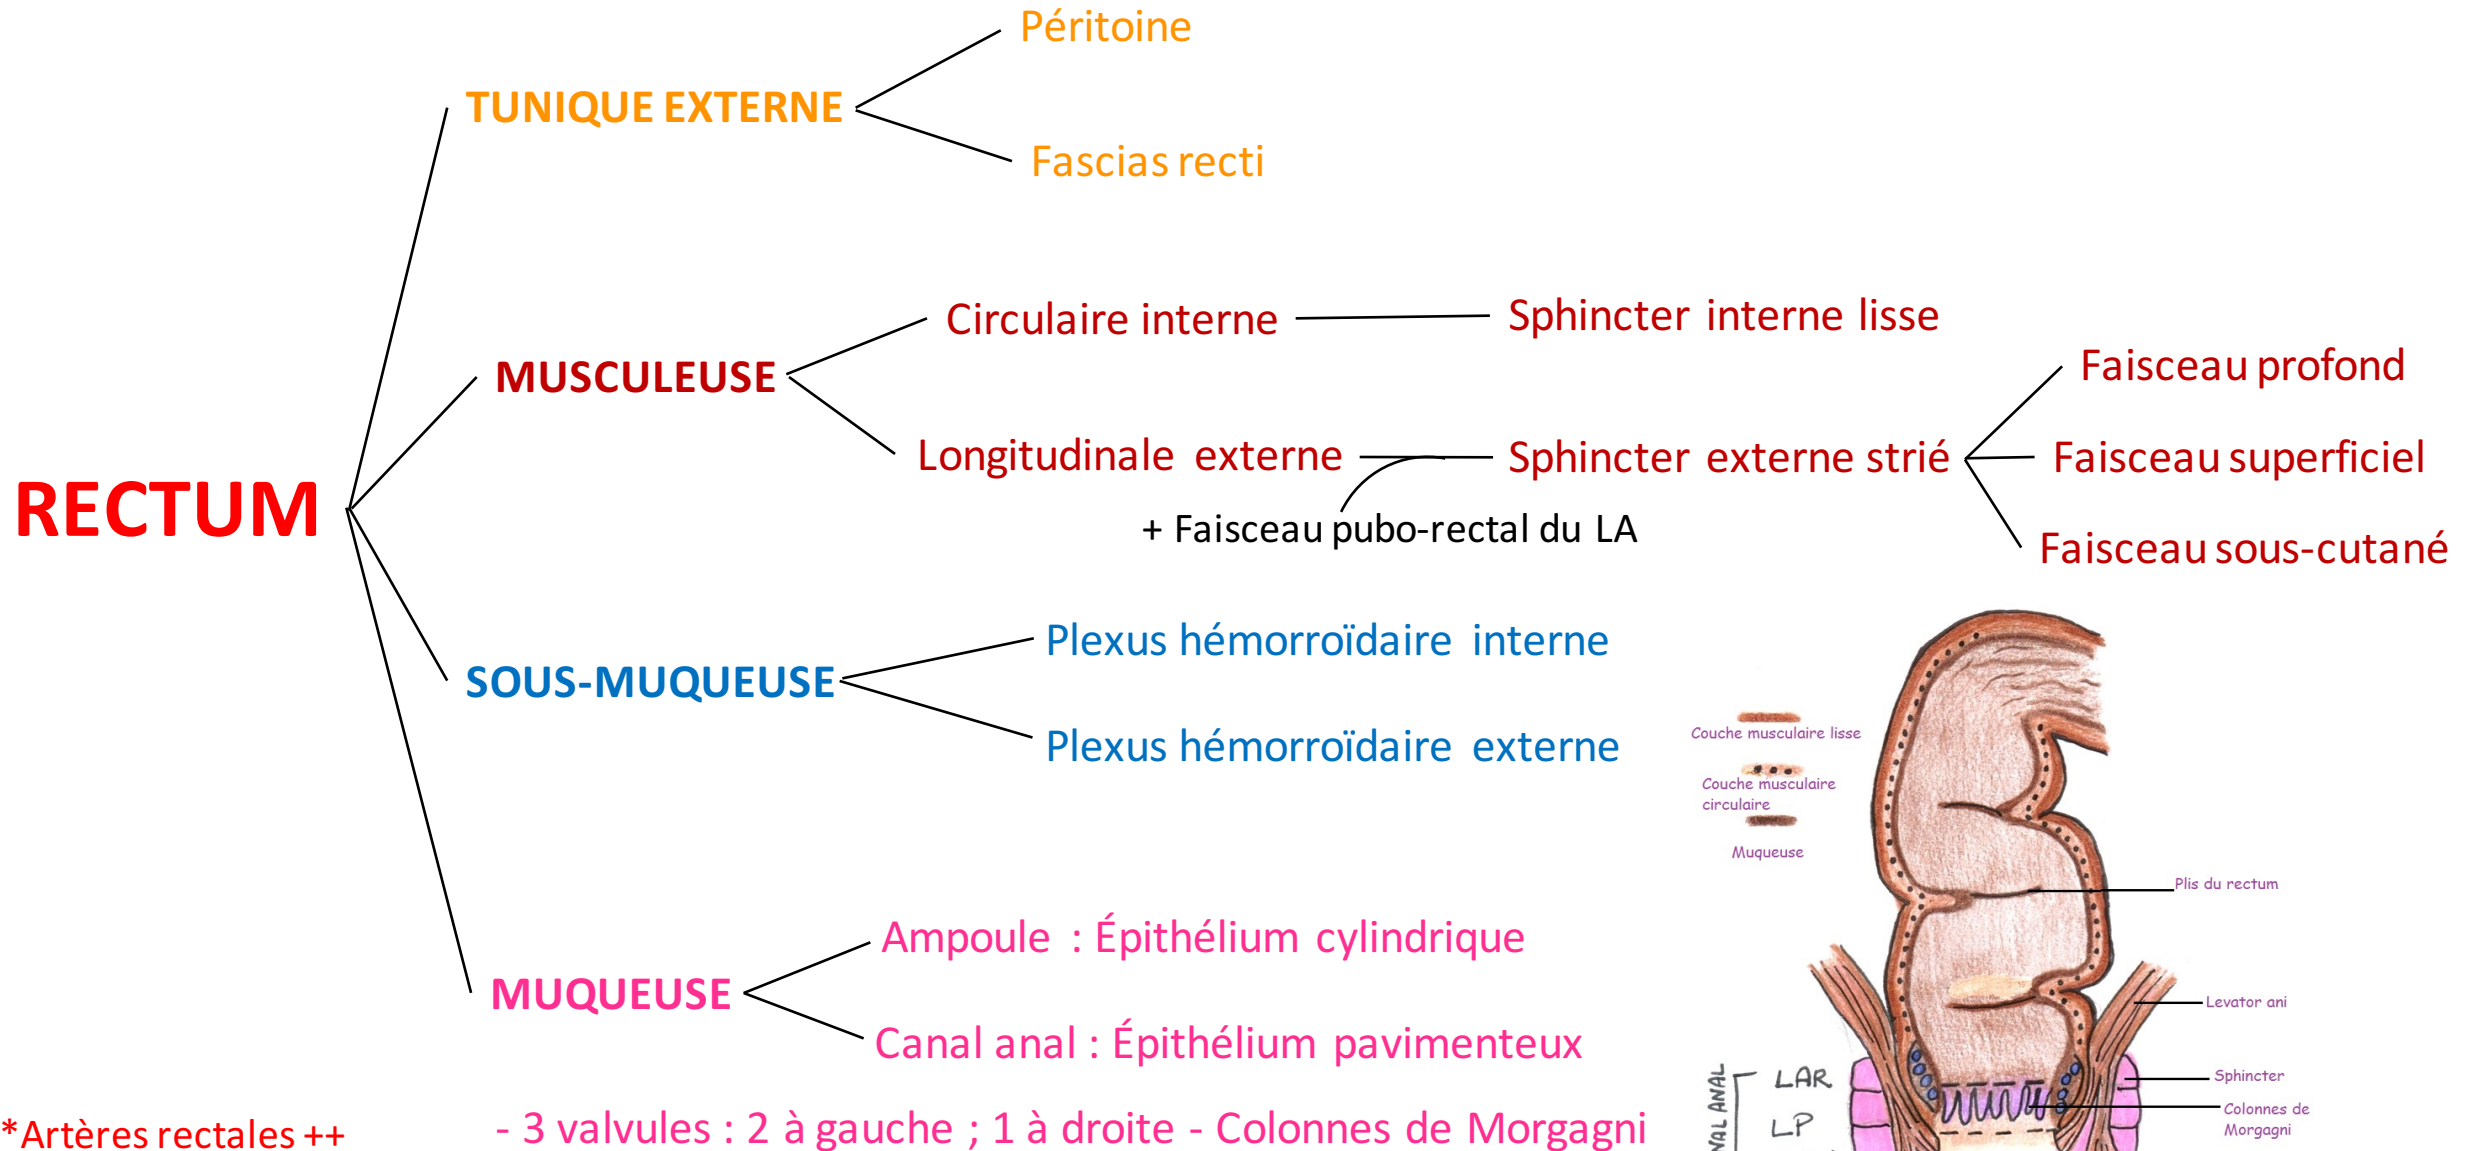 Péritoine
TUNIQUE EXTERNE
Fascias recti
Circulaire interne
Sphincter interne lisse
MUSCULEUSE
Faisceau profond
Longitudinale externe
Sphincter externe strié
Faisceau superficiel
RECTUM
+ Faisceau pubo-rectal du LA
Faisceau sous-cutané
Plexus hémorroïdaire interne
SOUS-MUQUEUSE
Plexus hémorroïdaire externe
Couche musculaire lisse
Couche musculaire
circulaire
Muqueuse
Plis du rectum
Ampoule : Épithélium cylindrique
MUQUEUSE
Levator ani
Canal anal : Épithélium pavimenteux
LAR
Sphincter
Colonnes de
Morgagni
LP
ANAL
*Artères rectales ++
- 3 valvules : 2 à gauche ; 1 à droite - Colonnes de Morgagni